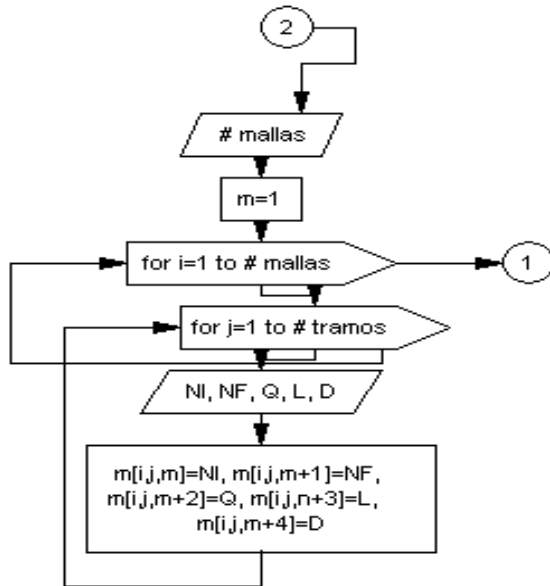 2
# mallas
m=1
for i=1 to # mallas
1
for j=1 to # tramos
NI, NF, Q, L, D
m[i,j,m]=NI, m[i,j,m+1]=NF,
m[i,j,m+2]=Q, m[i,j,n+3]=L,
m[i,j,m+4]=D